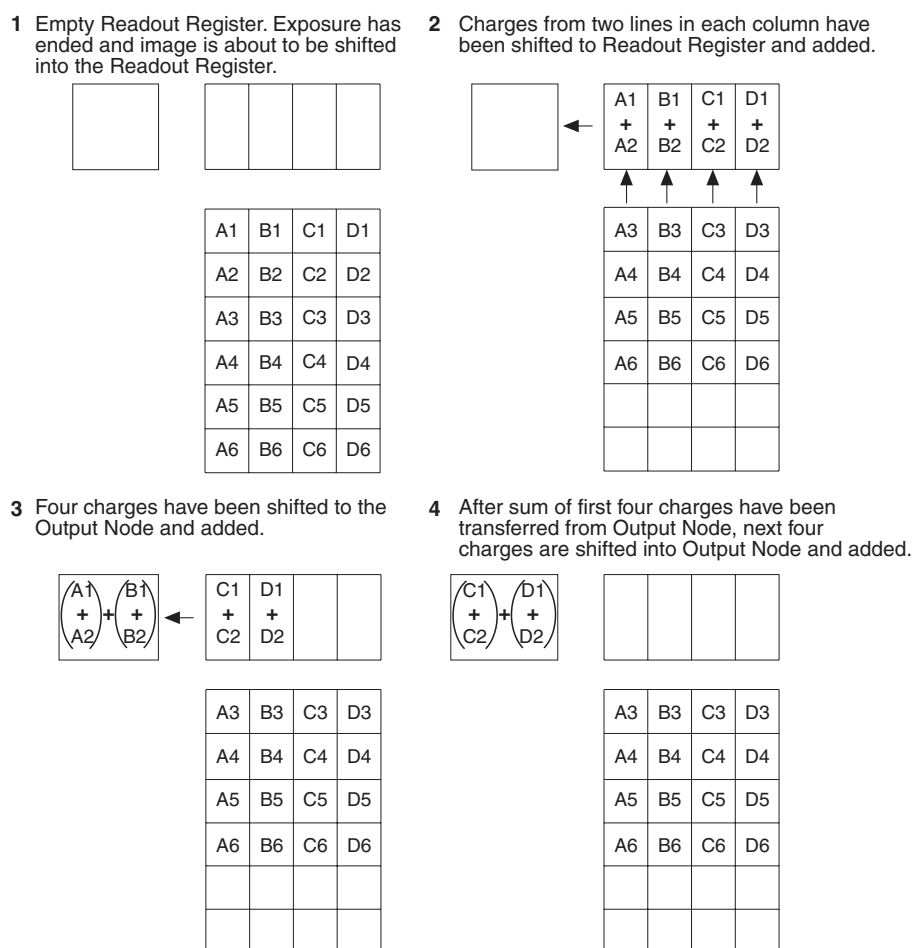 1 Empty Readout Register. Exposure has
ended and image is about to be shifted
into the Readout Register.
A1 B1 C1 D1
A2 B2 C2 D2
A3 B3 C3 D3
A4 B4 C4 D4
A5 B5 C5 D5
A6 B6 C6 D6
2 Charges from two lines in each column have
been shifted to Readout Register and added.
A1 B1 C1 D1
+ + + +
A2 B2 C2 D2
A3 B3 C3 D3
A4 B4 C4 D4
A5 B5 C5 D5
A6 B6 C6 D6
3 Four charges have been shifted to the
Output Node and added.
(A1 + A2) + (B1 + B2)
C1 D1
+ +
C2 D2
A3 B3 C3 D3
A4 B4 C4 D4
A5 B5 C5 D5
A6 B6 C6 D6
4 After sum of first four charges have been
transferred from Output Node, next four
charges are shifted into Output Node and added.
(C1 + C2) + (D1 + D2)
A3 B3 C3 D3
A4 B4 C4 D4
A5 B5 C5 D5
A6 B6 C6 D6